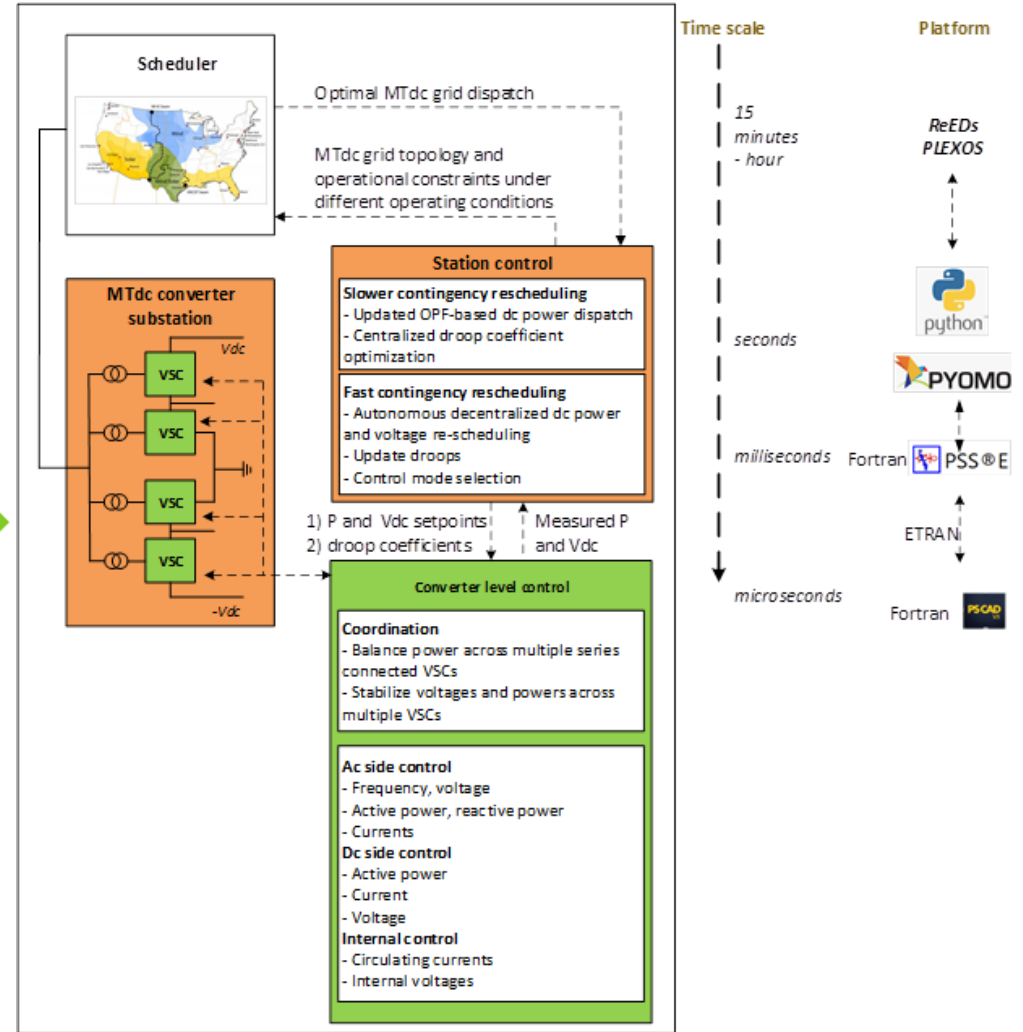 Scheduler
Wind
Solar
Optimal MTdc grid dispatch
MTdc grid topology and
operational constraints under
different operating conditions
MTdc converter
substation
Vdc
VSC
VSC
VSC
VSC
-Vdc
Station control
Slower contingency rescheduling
- Updated OPF-based dc power dispatch
- Centralized droop coefficient
optimization
Fast contingency rescheduling
- Autonomous decentralized dc power
and voltage re-scheduling
- Update droops
- Control mode selection
1) P and Vdc setpoints
2) droop coefficients
Measured P
and Vdc
Converter level control
Coordination
- Balance power across multiple series
connected VSCs
- Stabilize voltages and powers across
multiple VSCs
Ac side control
- Frequency, voltage
- Active power, reactive power
- Currents
Dc side control
- Active power
- Current
- Voltage
Internal control
- Circulating currents
- Internal voltages
Time scale
15
minutes
- hour
seconds
milliseconds
microseconds
Platform
ReEDs
PLEXOS
python
PYOMO
Fortran PSS®E
ETRAN
Fortran PSCAD